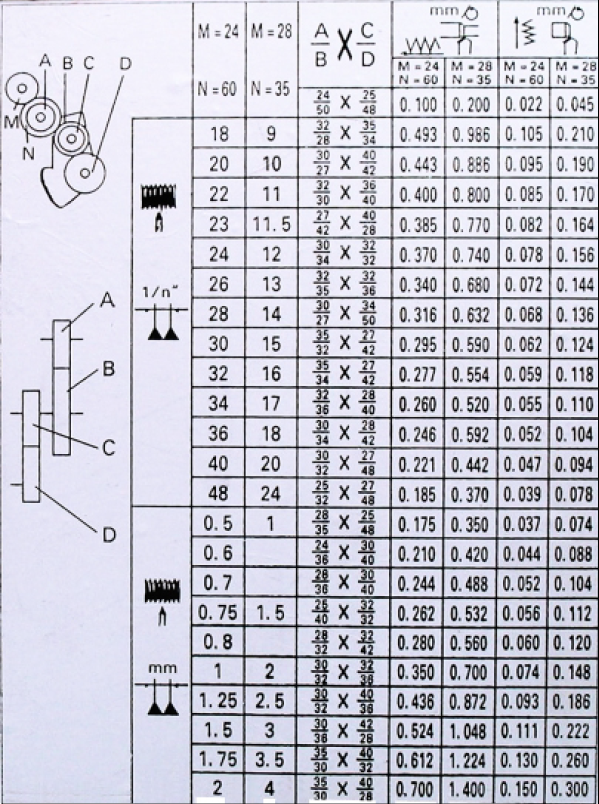 mm mm
M = 24 M = 28 A/B X C/D
M = 24 M = 28 M = 24 M = 28
N = 60 N = 35 N = 60 N = 35
N = 60 N = 35
24/50 X 25/48 0.100 0.200 0.022 0.045
18 9 32/28 X 35/34 0.493 0.986 0.105 0.210
20 10 30/27 X 40/42 0.443 0.886 0.095 0.190
22 11 32/30 X 36/40 0.400 0.800 0.085 0.170
23 11.5 27/42 X 40/28 0.385 0.770 0.082 0.164
24 12 30/34 X 32/32 0.370 0.740 0.078 0.156
26 13 32/35 X 32/36 0.340 0.680 0.072 0.144
28 14 30/27 X 34/50 0.316 0.632 0.068 0.136
30 15 35/32 X 27/42 0.295 0.590 0.062 0.124
32 16 35/34 X 27/42 0.277 0.554 0.059 0.118
34 17 32/36 X 28/40 0.260 0.520 0.055 0.110
36 18 30/34 X 28/42 0.246 0.592 0.052 0.104
40 20 30/32 X 27/48 0.221 0.442 0.047 0.094
48 24 25/32 X 27/48 0.185 0.370 0.039 0.078
0.5 1 28/35 X 25/48 0.175 0.350 0.037 0.074
0.6 24/36 X 30/40 0.210 0.420 0.044 0.088
0.7 28/36 X 30/40 0.244 0.488 0.052 0.104
0.75 1.5 25/40 X 32/32 0.262 0.532 0.056 0.112
0.8 28/32 X 32/42 0.280 0.560 0.060 0.120
1 2 30/32 X 32/36 0.350 0.700 0.074 0.148
1.25 2.5 30/32 X 40/36 0.436 0.872 0.093 0.186
1.5 3 30/36 X 42/28 0.524 1.048 0.111 0.222
1.75 3.5 35/30 X 40/32 0.612 1.224 0.130 0.260
2 4 35/30 X 40/28 0.700 1.400 0.150 0.300
A B C D
M
N
1/n"
A
B
C
D
mm